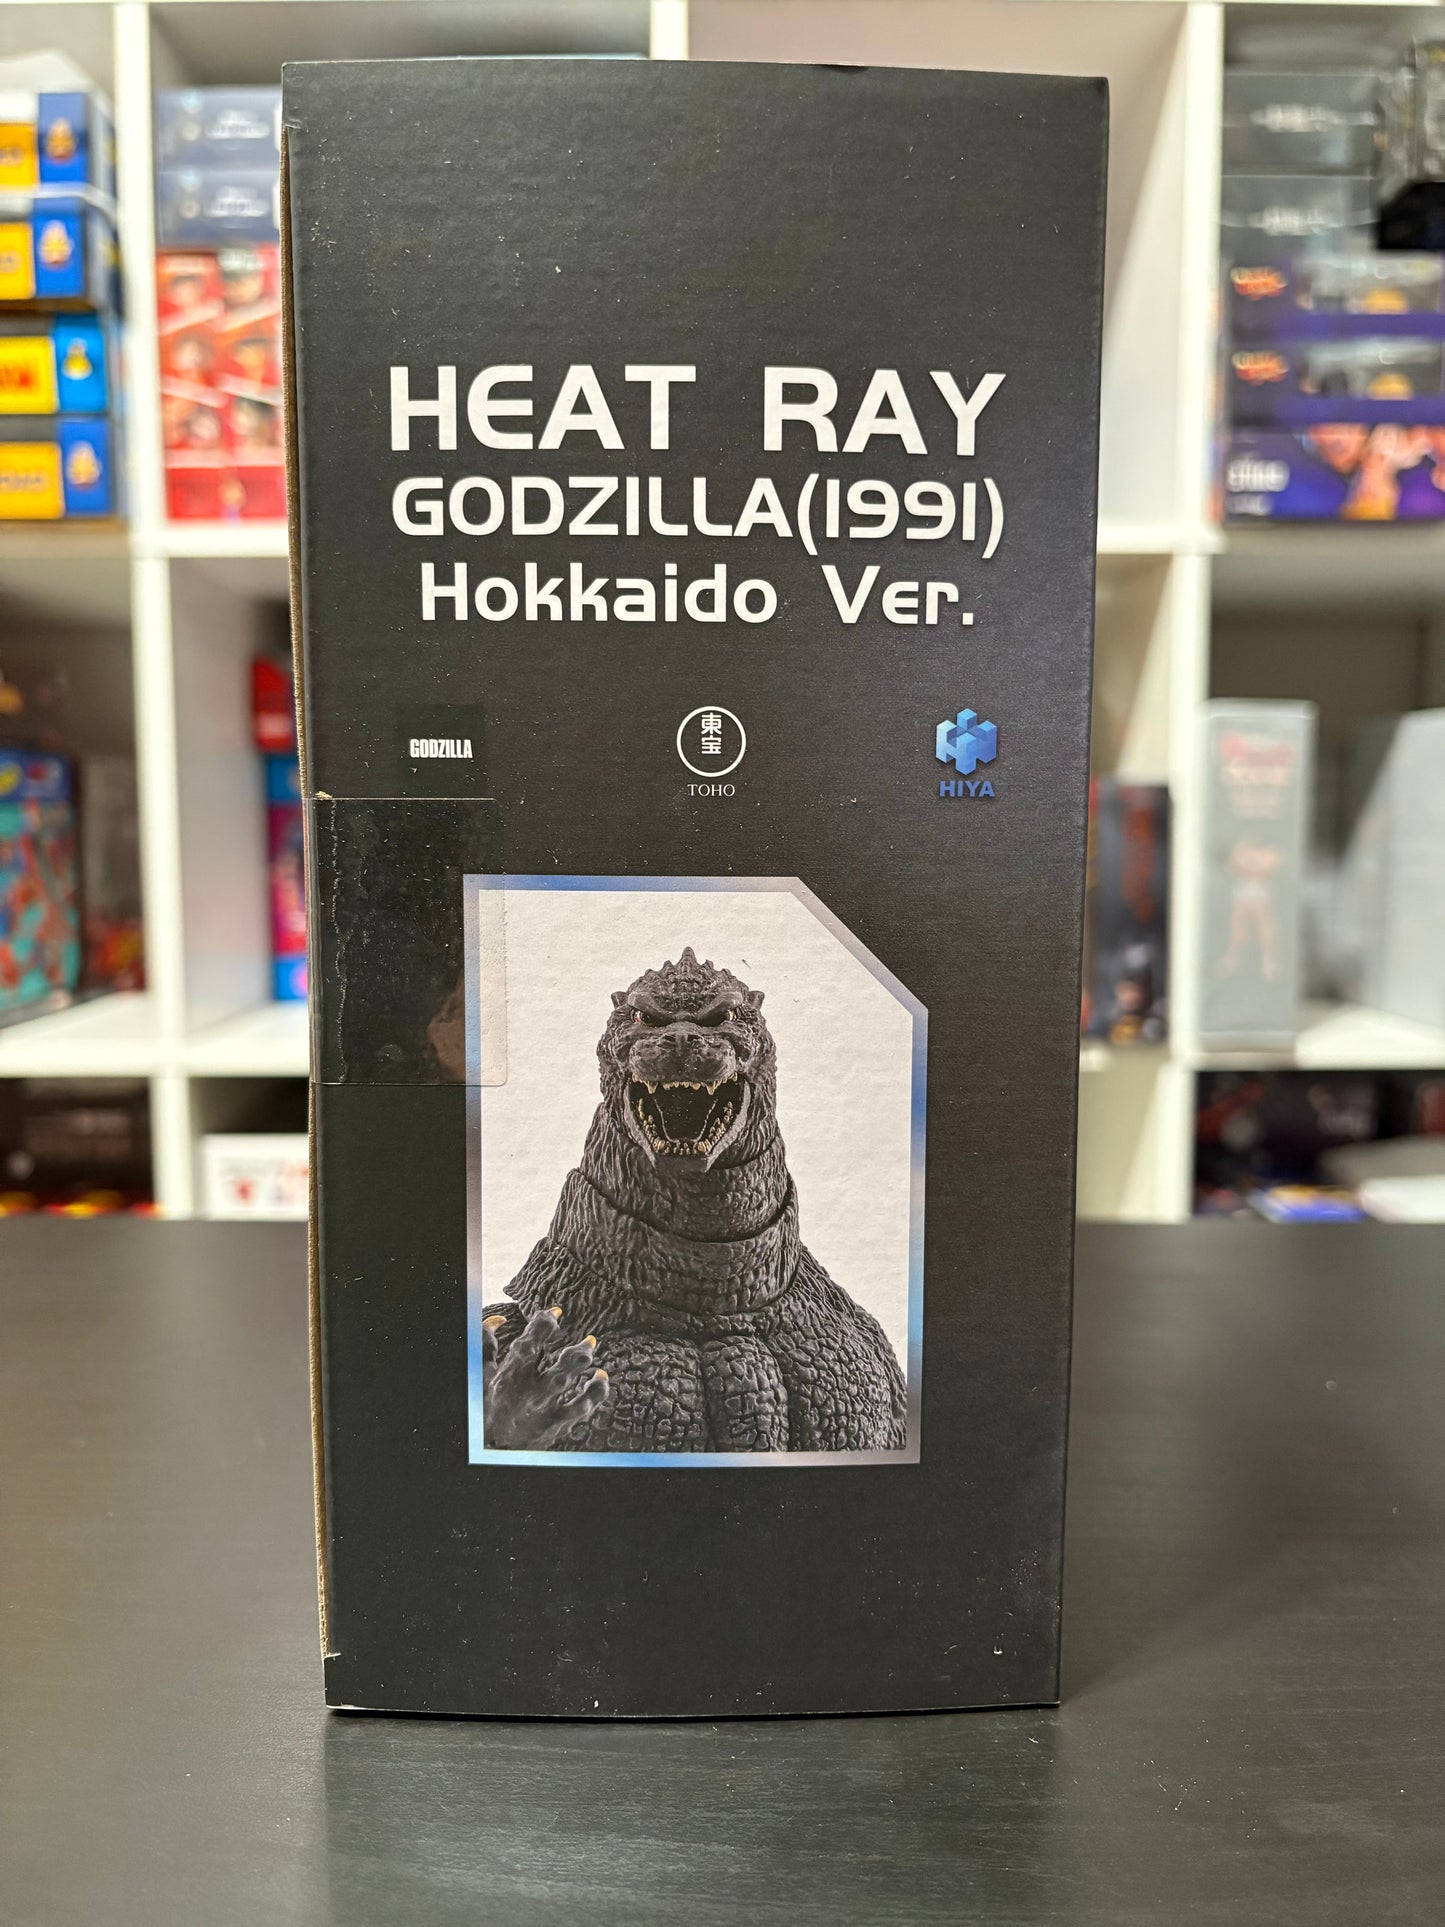 HEAT RAY
GODZILLA(1991)
Hokkaido Ver.
GODZILLA
東宝
TOHO
HIYA